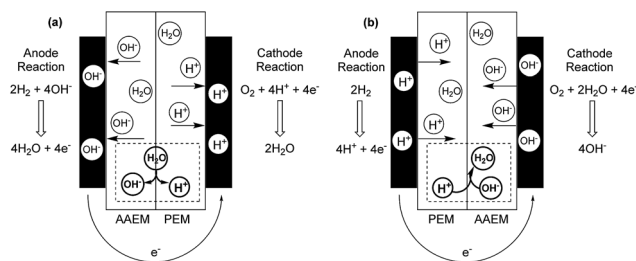 (a)
Anode
Reaction
2H₂ + 4OH⁻
4H₂O + 4e⁻
OH⁻
OH⁻
OH⁻
OH⁻
H₂O
H₂O
H⁺
H⁺
H⁺
H⁺
H₂O
OH⁻
H⁺
AAEM
PEM
e⁻
Cathode
Reaction
O₂ + 4H⁺ + 4e⁻
2H₂O
(b)
Anode
Reaction
2H₂
4H⁺ + 4e⁻
H⁺
H⁺
H⁺
H⁺
H₂O
H₂O
OH⁻
OH⁻
OH⁻
OH⁻
H₂O
H⁺
OH⁻
PEM
AAEM
e⁻
Cathode
Reaction
O₂ + 2H₂O + 4e⁻
4OH⁻